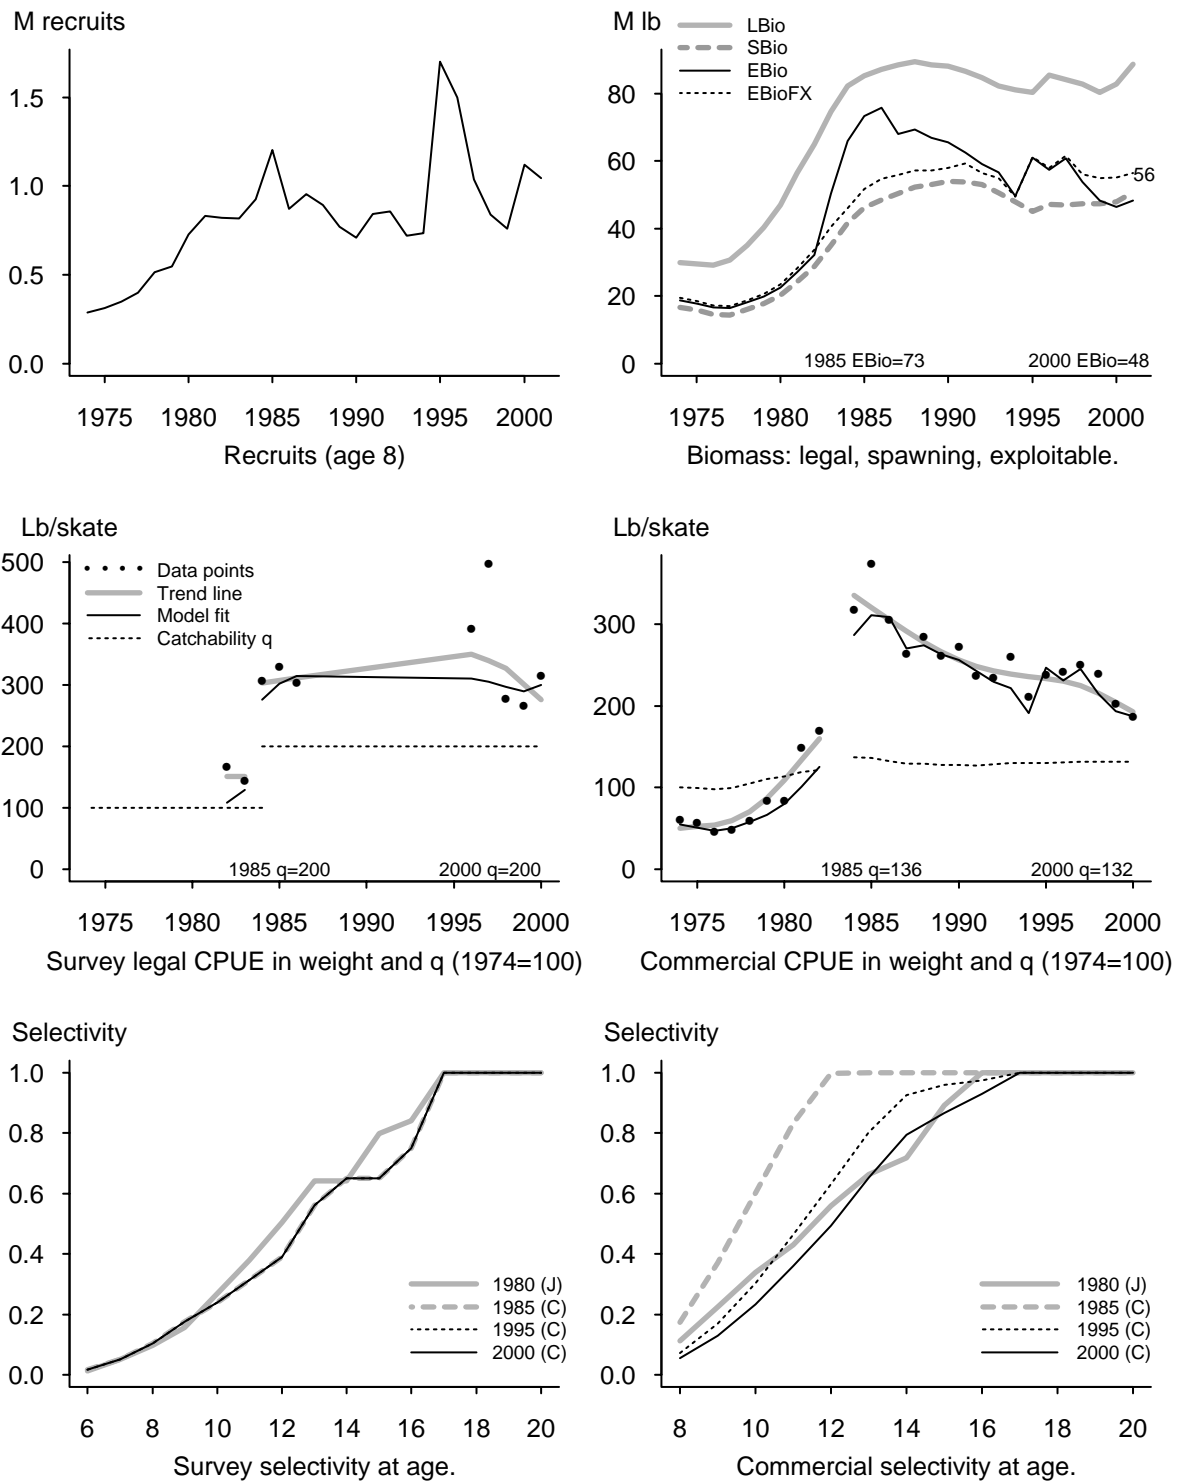 M recruits
1.5
1.0
0.5
0.0
1975 1980 1985 1990 1995 2000
Recruits (age 8)
M lb
LBio
SBio
EBio
EBioFX
80
60
40
20
0
56
1985 EBio=73
2000 EBio=48
1975 1980 1985 1990 1995 2000
Biomass: legal, spawning, exploitable.
Lb/skate
500
400
300
200
100
0
Data points
Trend line
Model fit
Catchability q
1985 q=200
2000 q=200
1975 1980 1985 1990 1995 2000
Survey legal CPUE in weight and q (1974=100)
Lb/skate
300
200
100
0
1985 q=136
2000 q=132
1975 1980 1985 1990 1995 2000
Commercial CPUE in weight and q (1974=100)
Selectivity
1.0
0.8
0.6
0.4
0.2
0.0
1980 (J)
1985 (C)
1995 (C)
2000 (C)
6 8 10 12 14 16 18 20
Survey selectivity at age.
Selectivity
1.0
0.8
0.6
0.4
0.2
0.0
1980 (J)
1985 (C)
1995 (C)
2000 (C)
8 10 12 14 16 18 20
Commercial selectivity at age.